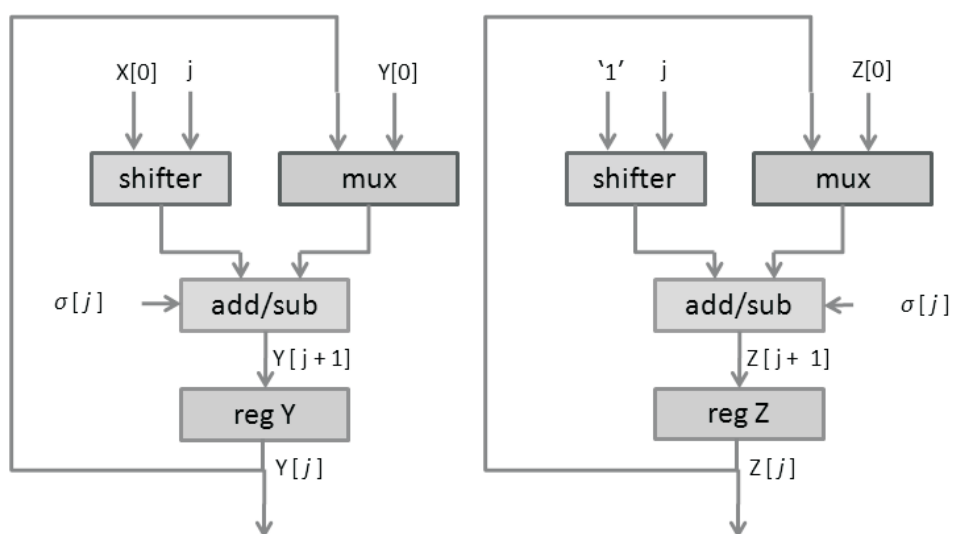 X[0] j Y[0]
shifter mux
σ[j] add/sub
Y[j+1]
reg Y
Y[j]
'1' j Z[0]
shifter mux
add/sub σ[j]
Z[j+ 1]
reg Z
Z[j]